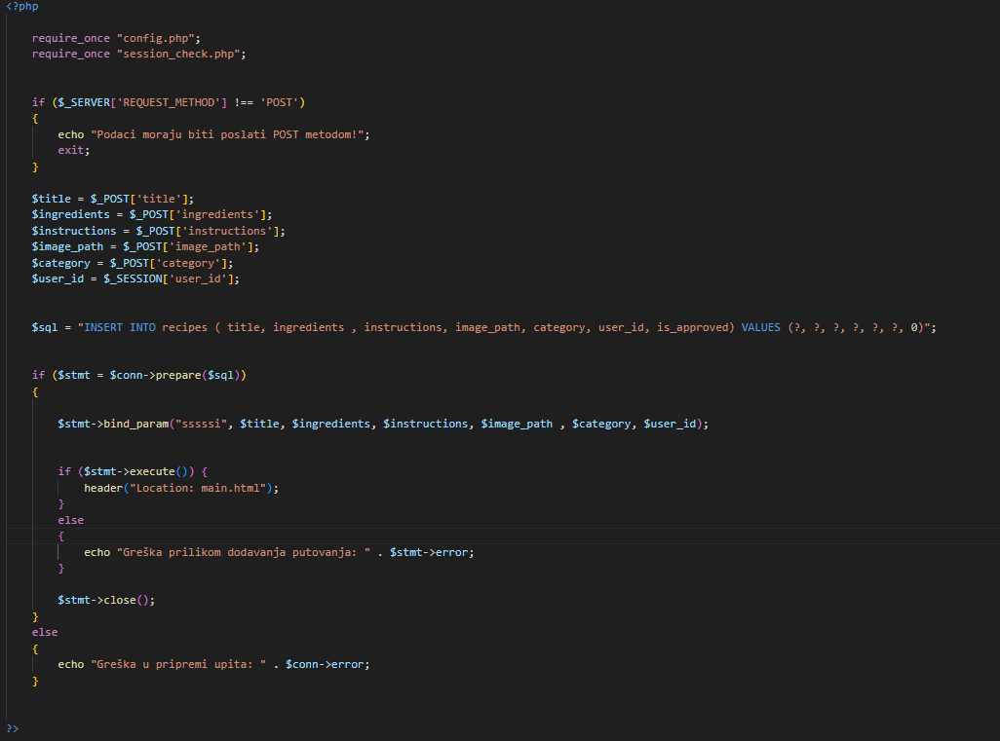 <?php
require_once "config.php";
require_once "session_check.php";
if ($_SERVER['REQUEST_METHOD'] !== 'POST')
{
echo "Podaci moraju biti poslati POST metodom!";
exit;
}
$title = $_POST['title'];
$ingredients = $_POST['ingredients'];
$instructions = $_POST['instructions'];
$image_path = $_POST['image_path'];
$category = $_POST['category'];
$user_id = $_SESSION['user_id'];
$sql = "INSERT INTO recipes ( title, ingredients , instructions, image_path, category, user_id, is_approved) VALUES (?, ?, ?, ?, ?, ?, 0)";
if ($stmt = $conn->prepare($sql))
{
$stmt->bind_param("sssssi", $title, $ingredients, $instructions, $image_path , $category, $user_id);
if ($stmt->execute()) {
header("Location: main.html");
}
else
{
echo "Greška prilikom dodavanja putovanja: " . $stmt->error;
}
$stmt->close();
}
else
{
echo "Greška u pripremi upita: " . $conn->error;
}
?>